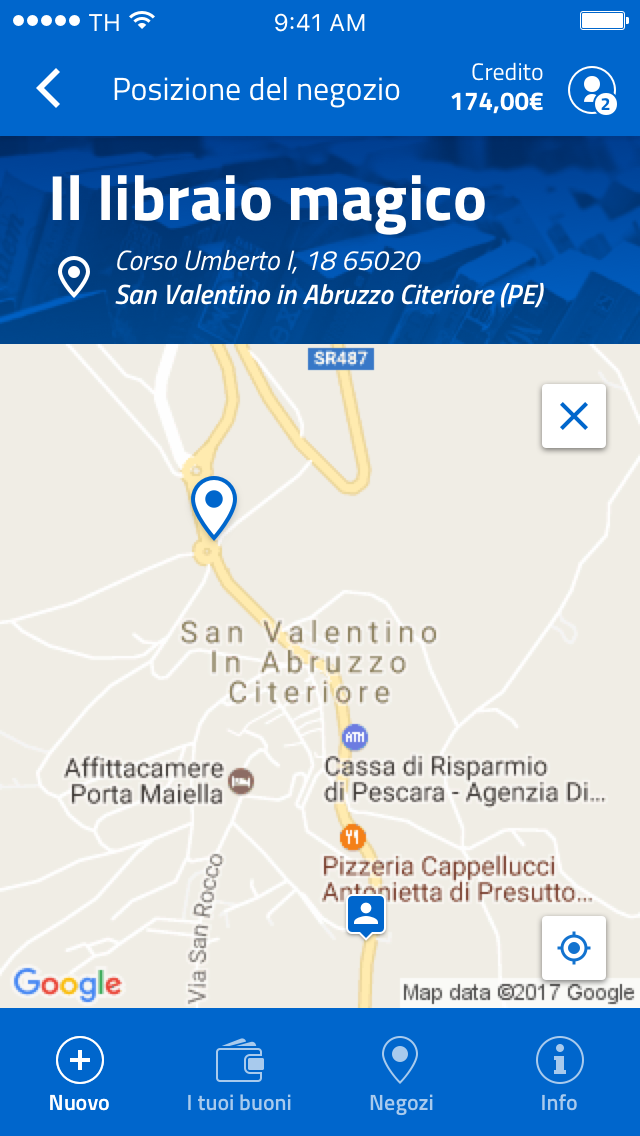 TH
9:41 AM
Posizione del negozio
Credito
174,00€
2
Il libraio magico
Corso Umberto I, 18 65020
San Valentino in Abruzzo Citeriore (PE)
SR487
San Valentino
In Abruzzo
Citeriore
ATM
Affittacamere
Porta Maiella
Cassa di Risparmio
di Pescara - Agenzia Di...
Pizzeria Cappellucci
Antonietta di Presutto...
Via San Rocco
Google
Map data ©2017 Google
Nuovo
I tuoi buoni
Negozi
Info